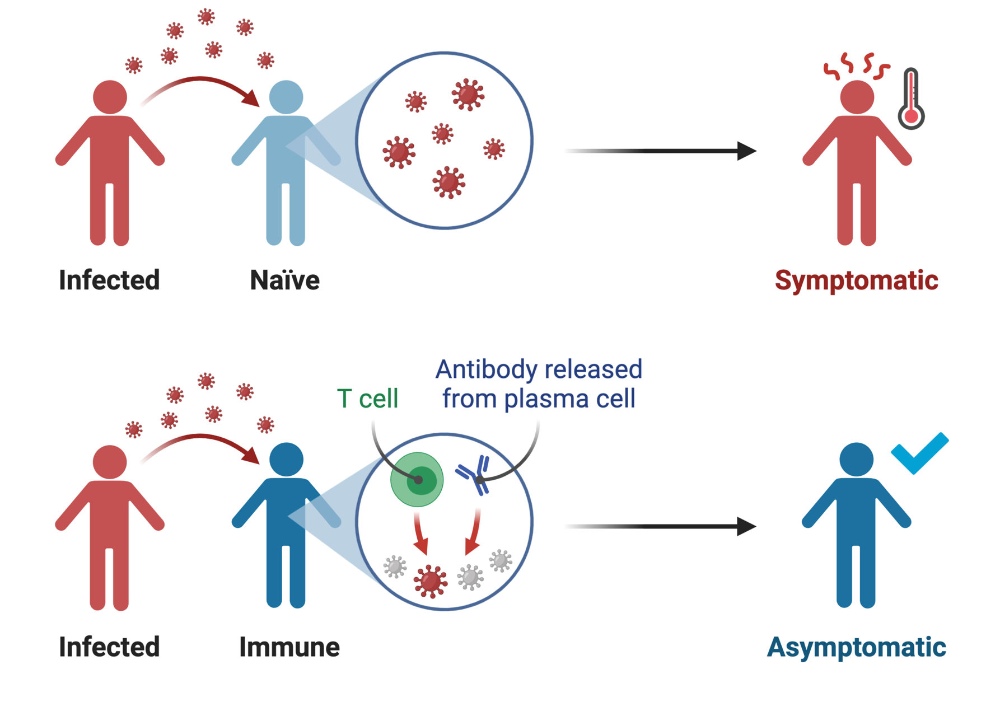 Infected
Naïve
Symptomatic
T cell
Antibody released
from plasma cell
Infected
Immune
Asymptomatic